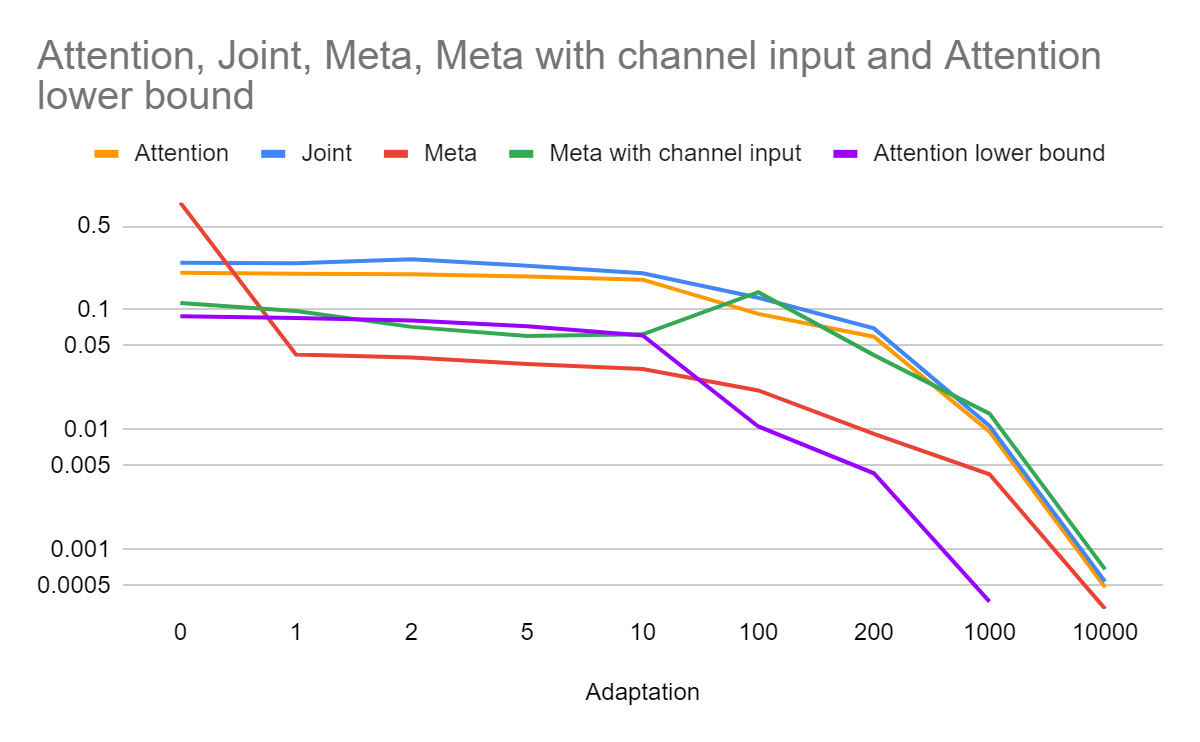 Attention, Joint, Meta, Meta with channel input and Attention
lower bound
Attention Joint Meta Meta with channel input Attention lower bound
0.5
0.1
0.05
0.01
0.005
0.001
0.0005
0 1 2 5 10 100 200 1000 10000
Adaptation